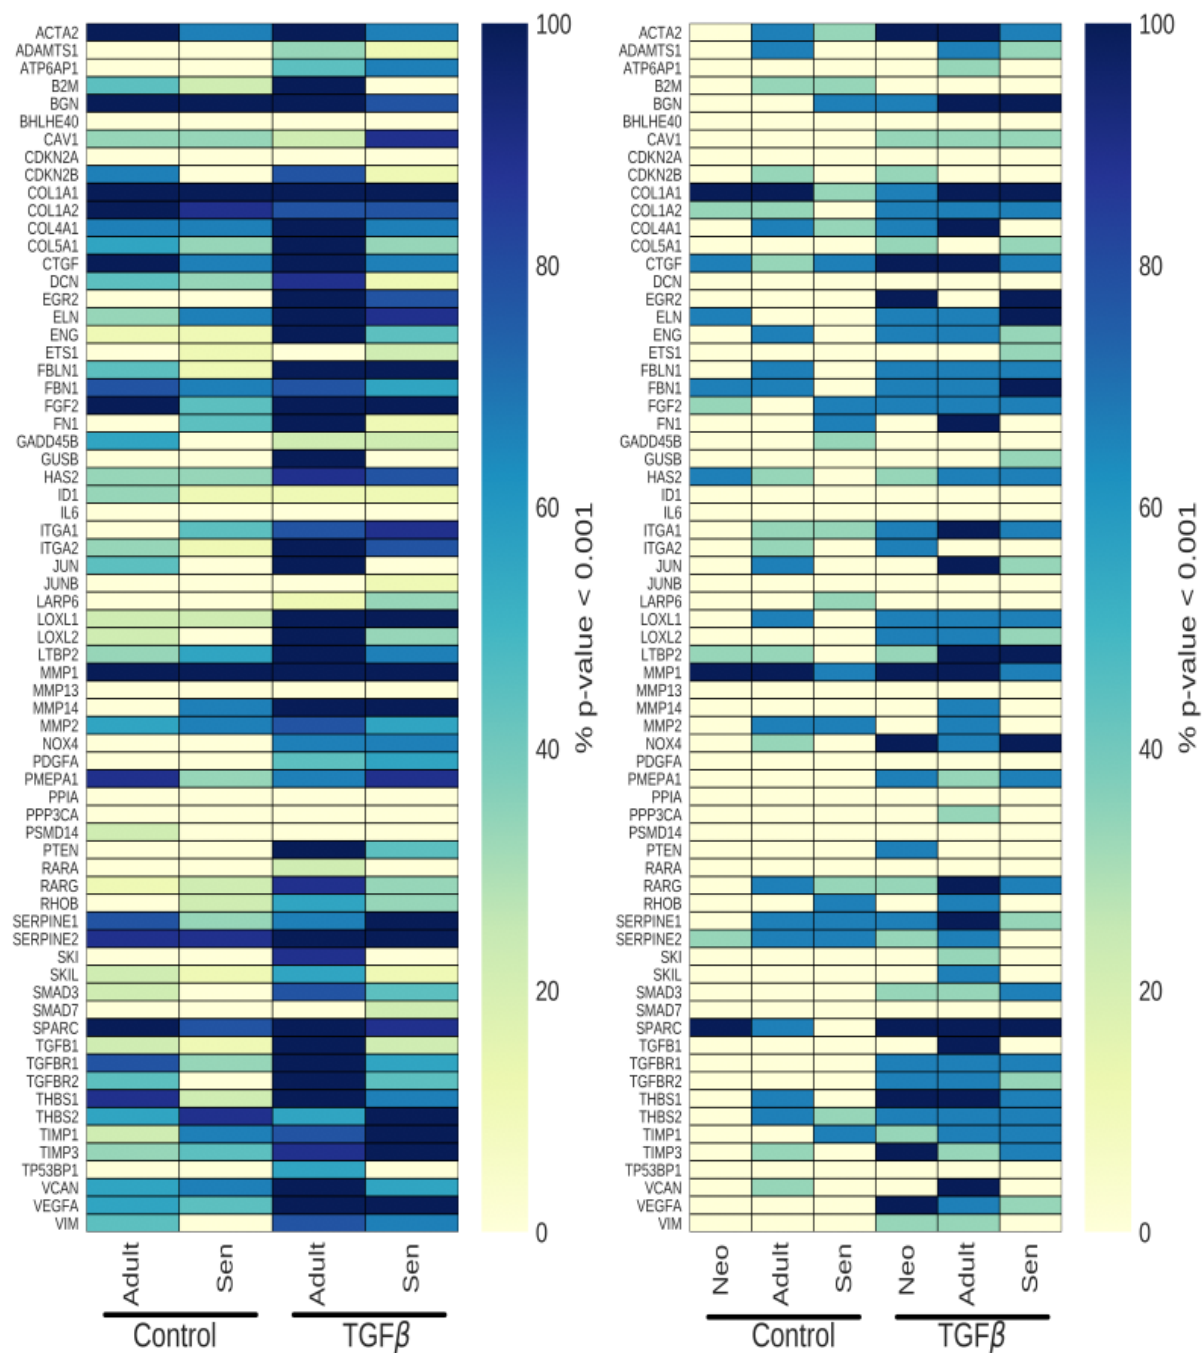 ACTA2
ADAMTS1
ATP6AP1
B2M
BGN
BHLHE40
CAV1
CDKN2A
CDKN2B
COL1A1
COL1A2
COL4A1
COL5A1
CTGF
DCN
EGR2
ELN
ENG
ETS1
FBLN1
FBN1
FGF2
FN1
GADD45B
GUSB
HAS2
ID1
IL6
ITGA1
ITGA2
JUN
JUNB
LARP6
LOXL1
LOXL2
LTBP2
MMP1
MMP13
MMP14
MMP2
NOX4
PDGFA
PMEPA1
PPIA
PPP3CA
PSMD14
PTEN
RARA
RARG
RHOB
SERPINE1
SERPINE2
SKI
SKIL
SMAD3
SMAD7
SPARC
TGFB1
TGFBR1
TGFBR2
THBS1
THBS2
TIMP1
TIMP3
TP53BP1
VCAN
VEGFA
VIM
Adult
Sen
Adult
Sen
Control
TGFβ
100
80
60
40
20
0
% p-value < 0.001
ACTA2
ADAMTS1
ATP6AP1
B2M
BGN
BHLHE40
CAV1
CDKN2A
CDKN2B
COL1A1
COL1A2
COL4A1
COL5A1
CTGF
DCN
EGR2
ELN
ENG
ETS1
FBLN1
FBN1
FGF2
FN1
GADD45B
GUSB
HAS2
ID1
IL6
ITGA1
ITGA2
JUN
JUNB
LARP6
LOXL1
LOXL2
LTBP2
MMP1
MMP13
MMP14
MMP2
NOX4
PDGFA
PMEPA1
PPIA
PPP3CA
PSMD14
PTEN
RARA
RARG
RHOB
SERPINE1
SERPINE2
SKI
SKIL
SMAD3
SMAD7
SPARC
TGFB1
TGFBR1
TGFBR2
THBS1
THBS2
TIMP1
TIMP3
TP53BP1
VCAN
VEGFA
VIM
Neo
Adult
Sen
Neo
Adult
Sen
Control
TGFβ
100
80
60
40
20
0
% p-value < 0.001